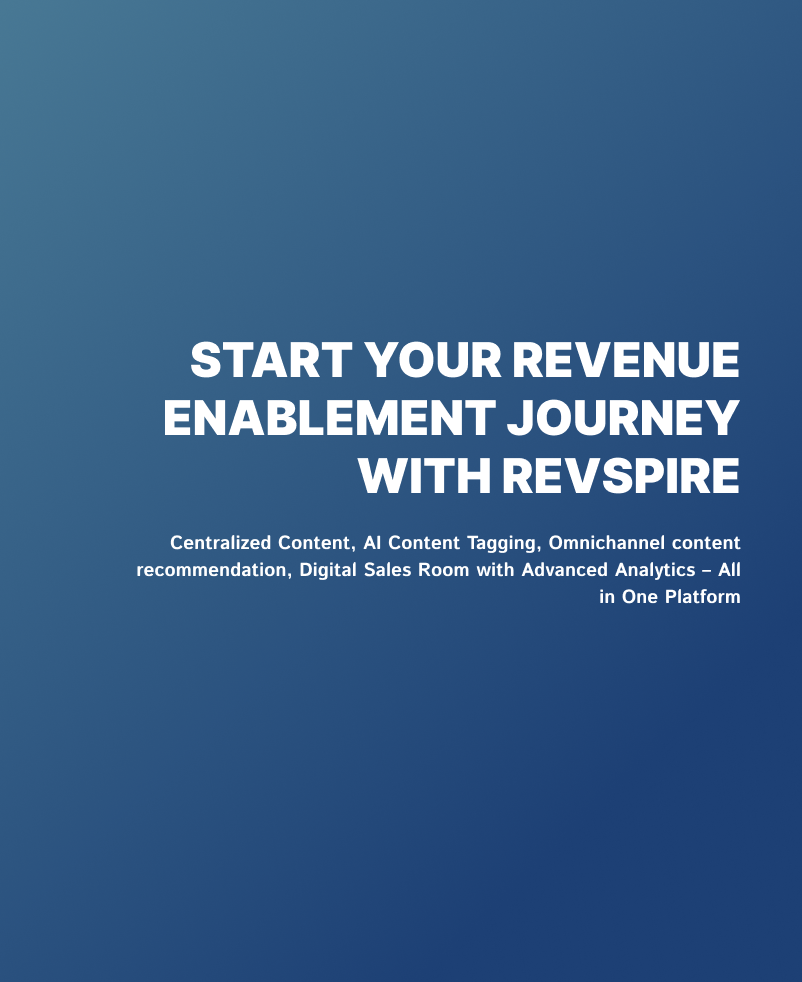 START YOUR REVENUE
ENABLEMENT JOURNEY
WITH REVSPIRE
Centralized Content, AI Content Tagging, Omnichannel content
recommendation, Digital Sales Room with Advanced Analytics – All
in One Platform